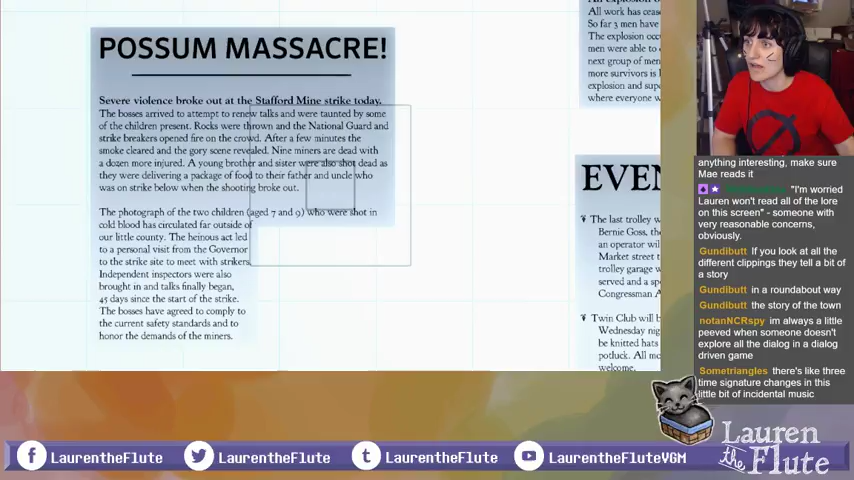 POSSUM MASSACRE!
Severe violence broke out at the Stafford Mine strike today.
The bosses arrived to attempt to renew talks and were taunted by some
of the children present. Rocks were thrown and the National Guard and
strike breakers opened fire on the crowd. After a few minutes the
smoke cleared and the gory scene revealed. Nine miners are dead with
a dozen more injured. A young brother and sister were also shot dead as
they were delivering a package of food to their father and uncle who
was on strike below when the shooting broke out.
The photograph of the two children (aged 7 and 9) who were shot in
cold blood has circulated far outside of
our little county. The heinous act led
to a personal visit from the Governor
to the strike site to meet with strikers.
Independent inspectors were also
brought in and talks finally began,
45 days since the start of the strike.
The bosses have agreed to comply to
the current safety standards and to
honor the demands of the miners.
All work has ceas
So far 3 men have
The explosion occ
men were able to
next group of men
more survivors is
explosion and sup
where everyone w
EVEN
The last trolley w
Bernie Goss, the
an operator wil
Market street t
trolley garage w
served and a sp
Congressman A
Twin Club will b
Wednesday nig
be knitted hats
potluck. All mo
welcome.
anything interesting, make sure
Mae reads it
"I'm worried
Lauren won't read all of the lore
on this screen" - someone with
very reasonable concerns,
obviously.
Gundibutt If you look at all the
different clippings they tell a bit of
a story
Gundibutt in a roundabout way
Gundibutt the story of the town
notanNCRspy im always a little
peeved when someone doesn't
explore all the dialog in a dialog
driven game
Sometriangles there's like three
time signature changes in this
little bit of incidental music
LaurentheFlute
LaurentheFlute
LaurentheFlute
LaurentheFluteVGM
Lauren
the Flute